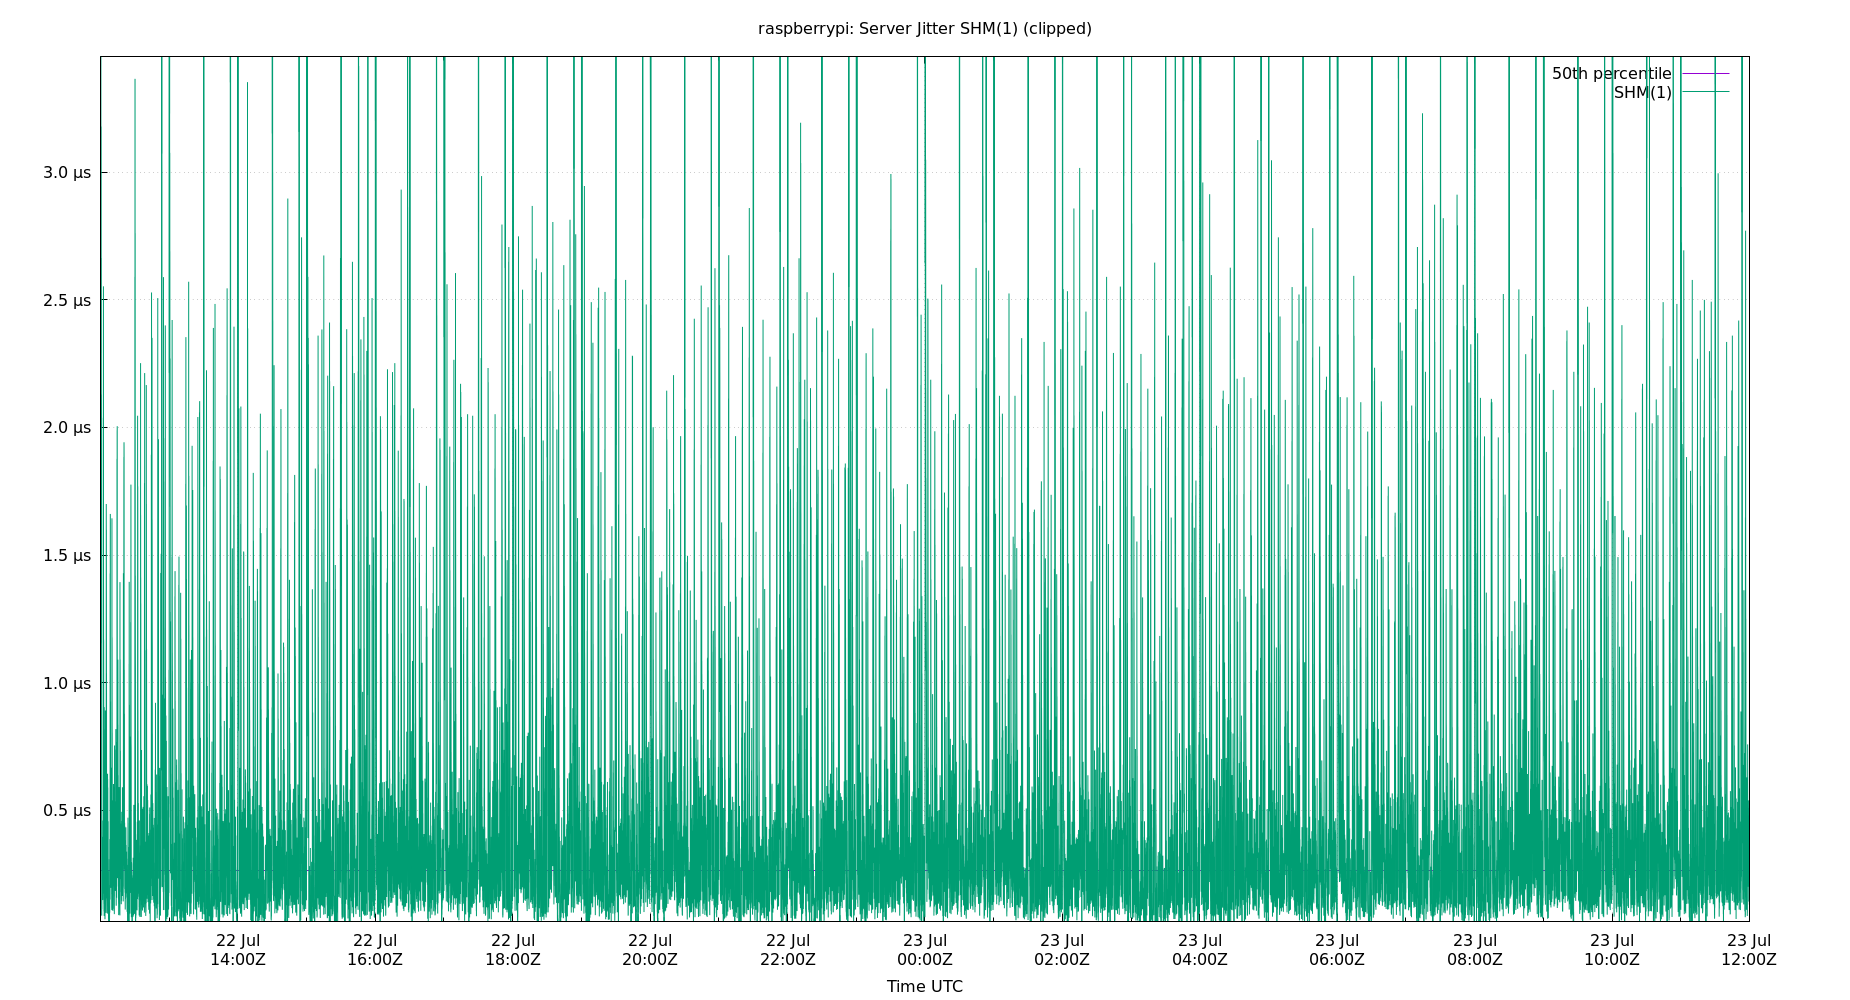 raspberrypi: Server Jitter SHM(1) (clipped)
50th percentile
SHM(1)
3.0 µs
2.5 µs
2.0 µs
1.5 µs
1.0 µs
0.5 µs
22 Jul 22 Jul 22 Jul 22 Jul 22 Jul 23 Jul 23 Jul 23 Jul 23 Jul 23 Jul 23 Jul 23 Jul
14:00Z 16:00Z 18:00Z 20:00Z 22:00Z 00:00Z 02:00Z 04:00Z 06:00Z 08:00Z 10:00Z 12:00Z
Time UTC